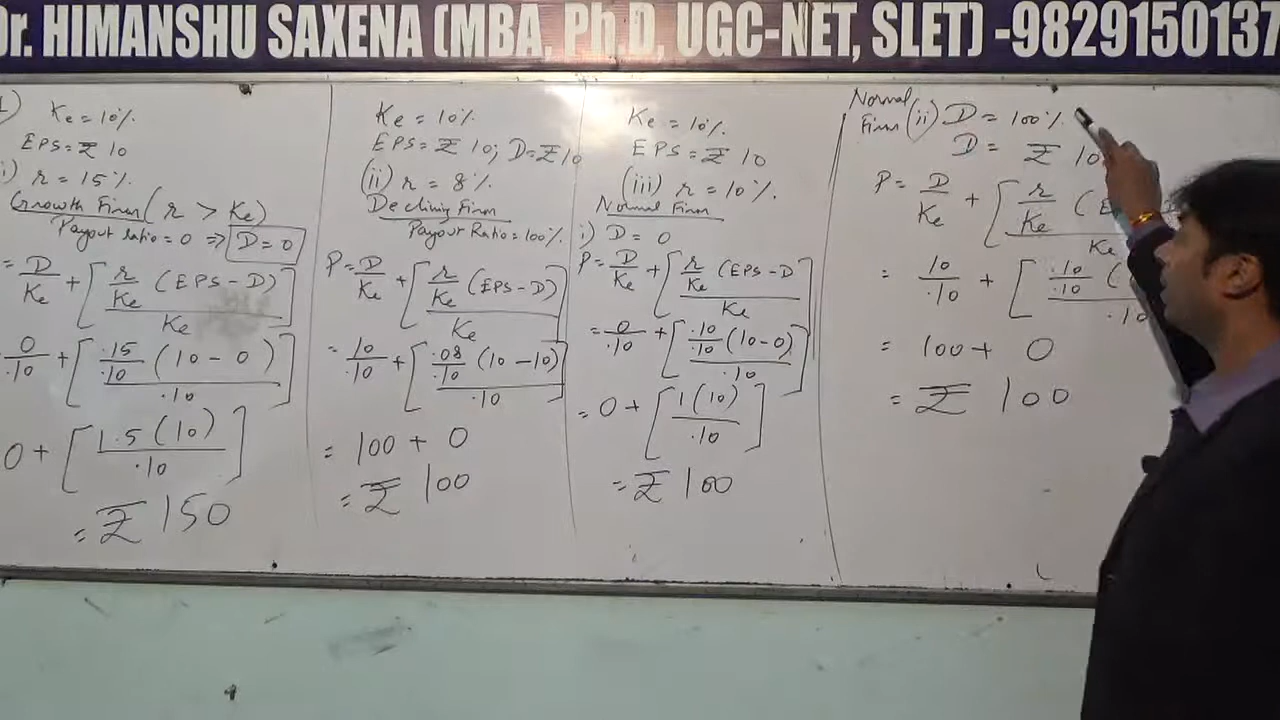 Dr. HIMANSHU SAXENA (MBA, Ph.D, UGC-NET, SLET) -9829150137
1)
Ke = 10%
EPS = ₹ 10
i) r = 15%
Growth Firm (r > Ke)
Payout ratio = 0 ⇒ D = 0
= D/Ke + [r/Ke (EPS - D)]/Ke
0/.10 + [.15/.10 (10 - 0)]/.10
0 + [1.5 (10)/.10]
= ₹ 150
Ke = 10%
EPS = ₹ 10; D = ₹ 10
(ii) r = 8%
Declining Firm
Payout Ratio = 100%.
P = D/Ke + [r/Ke (EPS - D)]/Ke
= 10/.10 + [.08/.10 (10 - 10)]/.10
= 100 + 0
= ₹ 100
Ke = 10%
EPS = ₹ 10
(iii) r = 10%
Normal Firm
i) D = 0
P = D/Ke + [r/Ke (EPS - D)]/Ke
= 0/.10 + [.10/.10 (10 - 0)]/.10
= 0 + [1 (10)/.10]
= ₹ 100
Normal
Firm (ii) D = 100%
D = ₹ 10
P = D/Ke + [r/Ke (E
Ke
= 10/.10 + [.10/.10 (
.10
= 100 + 0
= ₹ 100